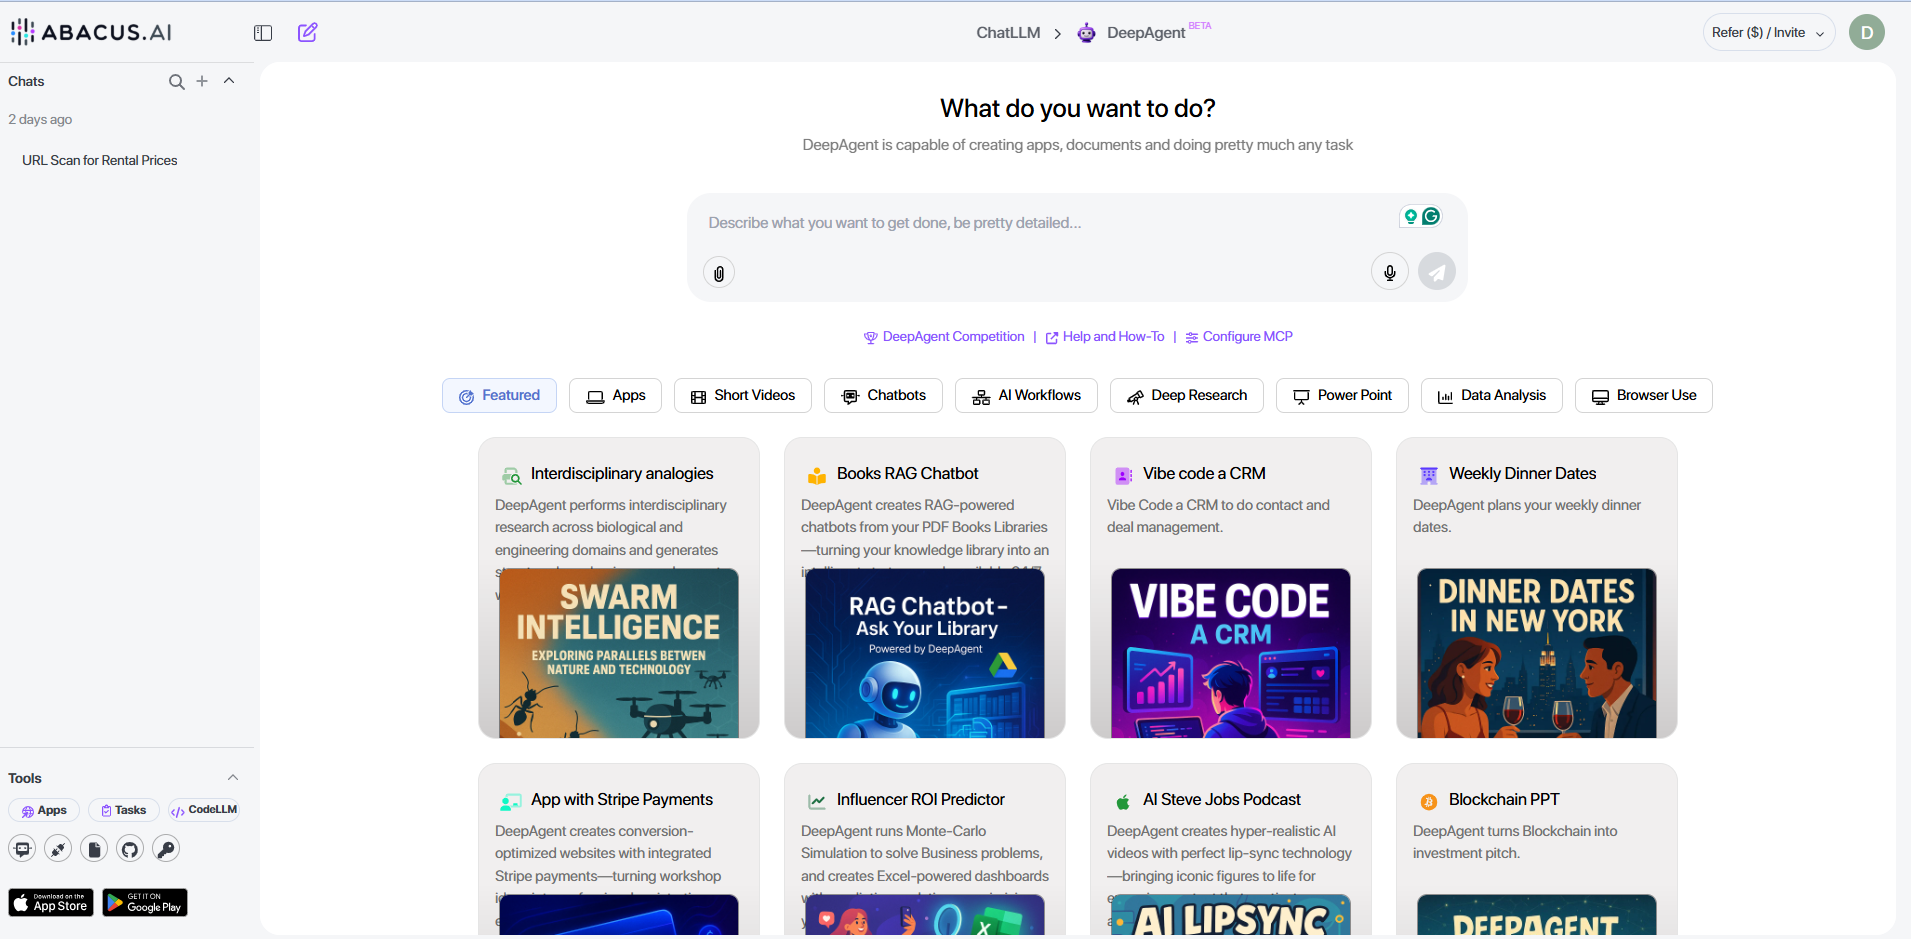 ABACUS.AI
ChatLLM
DeepAgent BETA
Refer ($) / Invite
D
Chats
2 days ago
URL Scan for Rental Prices
What do you want to do?
DeepAgent is capable of creating apps, documents and doing pretty much any task
Describe what you want to get done, be pretty detailed...
DeepAgent Competition | Help and How-To | Configure MCP
Featured
Apps
Short Videos
Chatbots
AI Workflows
Deep Research
Power Point
Data Analysis
Browser Use
Interdisciplinary analogies
DeepAgent performs interdisciplinary
research across biological and
engineering domains and generates
SWARM
INTELLIGENCE
EXPLORING PARALLELS BETWEN
NATURE AND TECHNOLOGY
Books RAG Chatbot
DeepAgent creates RAG-powered
chatbots from your PDF Books Libraries
—turning your knowledge library into an
RAG Chatbot-
Ask Your Library
Powered by DeepAgent
Vibe code a CRM
Vibe Code a CRM to do contact and
deal management.
VIBE CODE
A CRM
Weekly Dinner Dates
DeepAgent plans your weekly dinner
dates.
DINNER DATES
IN NEW YORK
App with Stripe Payments
DeepAgent creates conversion-
optimized websites with integrated
Stripe payments—turning workshop
Influencer ROI Predictor
DeepAgent runs Monte-Carlo
Simulation to solve Business problems,
and creates Excel-powered dashboards
X
AI Steve Jobs Podcast
DeepAgent creates hyper-realistic AI
videos with perfect lip-sync technology
—bringing iconic figures to life for
AI LIPSYNC
Blockchain PPT
DeepAgent turns Blockchain into
investment pitch.
DEEPAGENT
Tools
Apps
Tasks
CodeLLM
Download on the
App Store
GET IT ON
Google Play